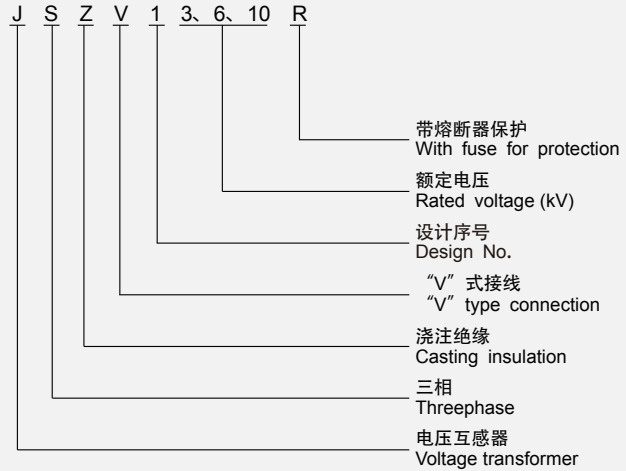 J S Z V 1 3、6、10 R
带熔断器保护
With fuse for protection
额定电压
Rated voltage (kV)
设计序号
Design No.
“V”式接线
“V” type connection
浇注绝缘
Casting insulation
三相
Threephase
电压互感器
Voltage transformer